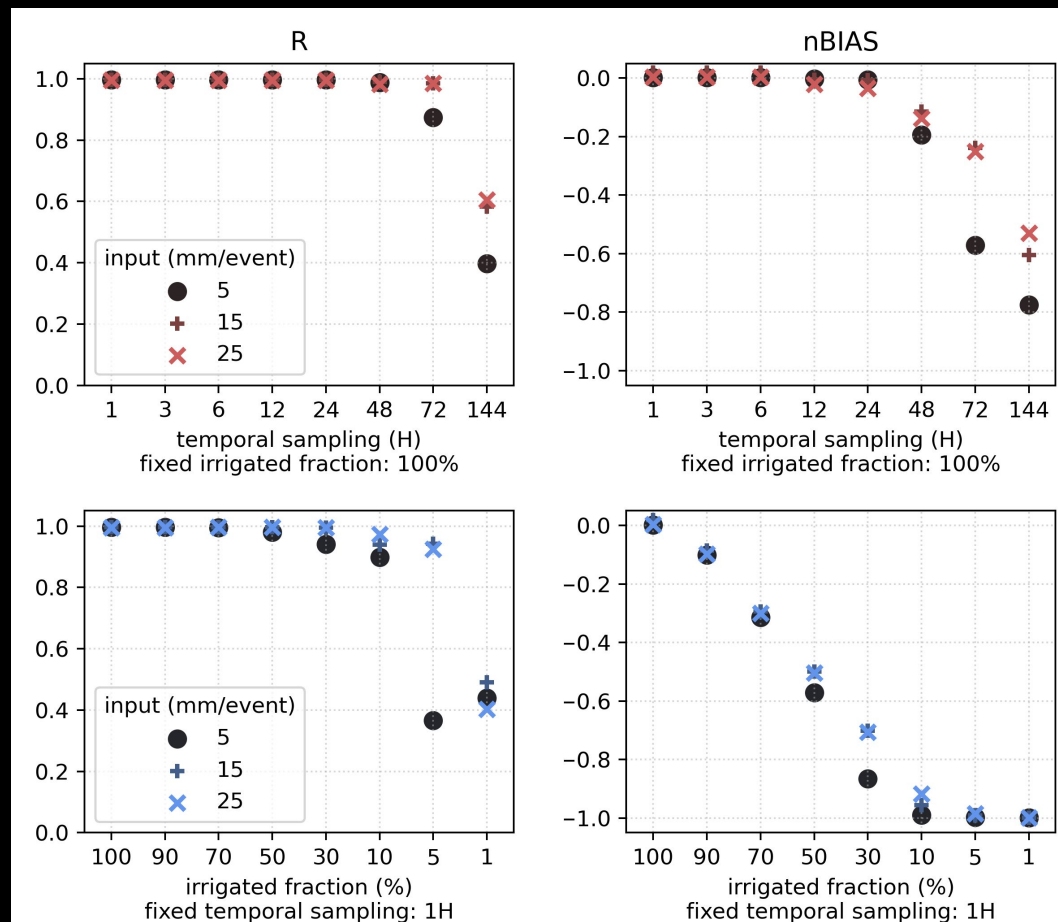 R
1.0
0.8
0.6
0.4
0.2
0.0
input (mm/event)
5
15
25
1 3 6 12 24 48 72 144
temporal sampling (H)
fixed irrigated fraction: 100%
nBIAS
0.0
−0.2
−0.4
−0.6
−0.8
−1.0
1 3 6 12 24 48 72 144
temporal sampling (H)
fixed irrigated fraction: 100%
1.0
0.8
0.6
0.4
0.2
0.0
input (mm/event)
5
15
25
100 90 70 50 30 10 5 1
irrigated fraction (%)
fixed temporal sampling: 1H
0.0
−0.2
−0.4
−0.6
−0.8
−1.0
100 90 70 50 30 10 5 1
irrigated fraction (%)
fixed temporal sampling: 1H